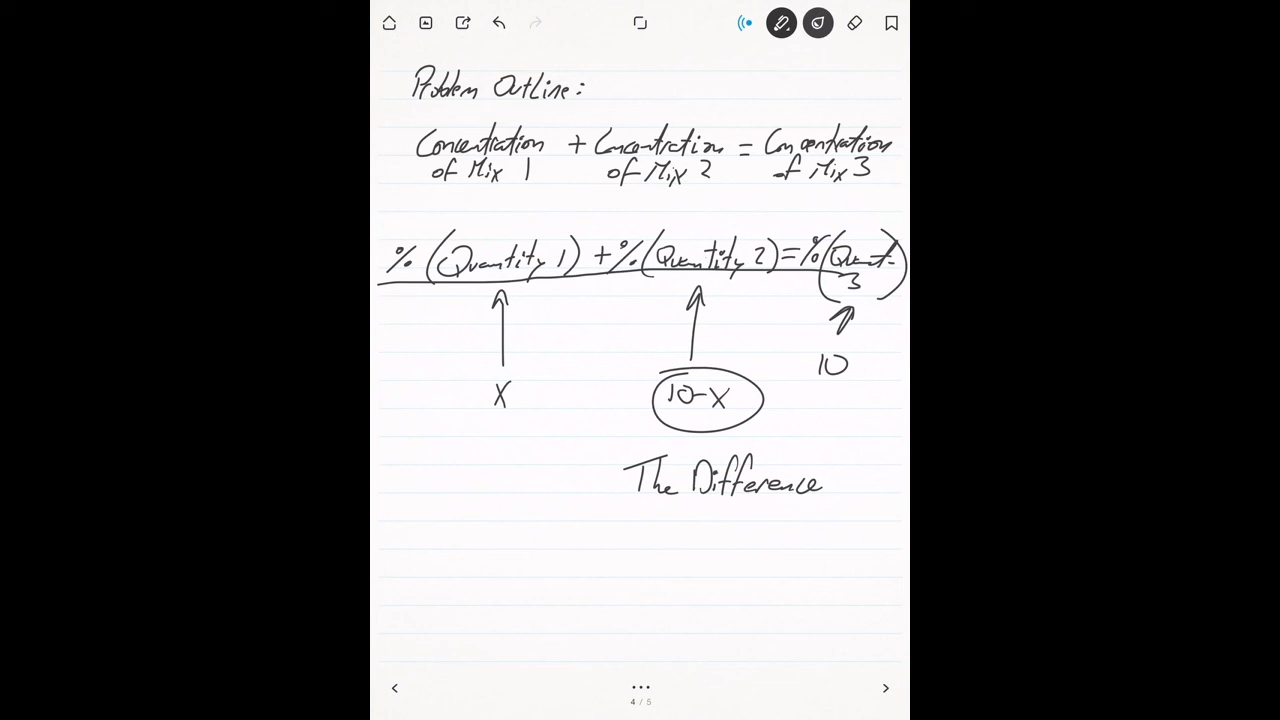 Problem Outline:
Concentration + Concentration = Concentration
of Mix 1 of Mix 2 of Mix 3
% (Quantity 1) + % (Quantity 2) = % (Quant.
3)
10
X 10-X
The Difference
4 / 5